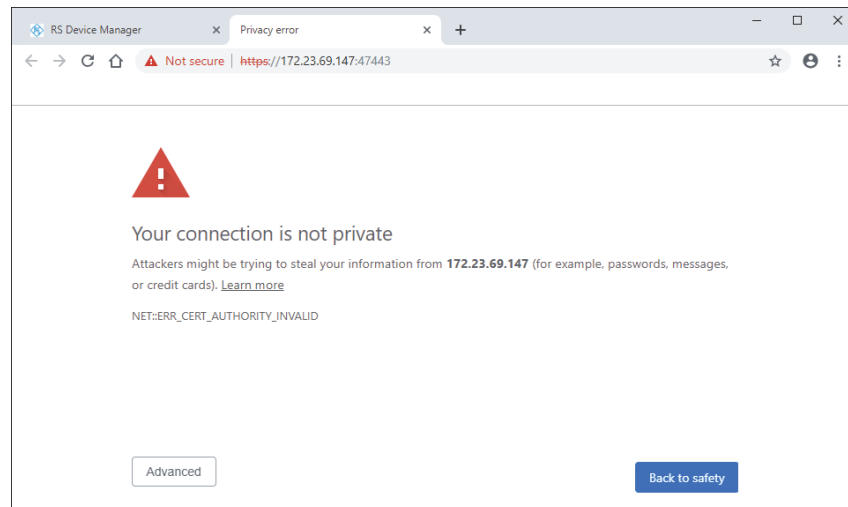 RS Device Manager
Privacy error
Not secure | https://172.23.69.147:47443
Your connection is not private
Attackers might be trying to steal your information from 172.23.69.147 (for example, passwords, messages,
or credit cards). Learn more
NET::ERR_CERT_AUTHORITY_INVALID
Advanced
Back to safety